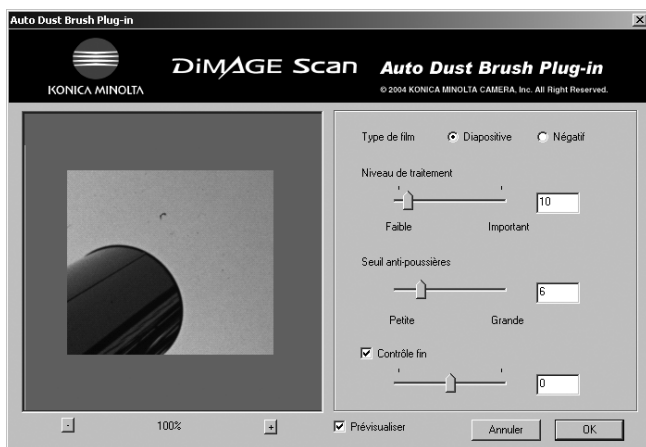 Auto Dust Brush Plug-in
KONICA MINOLTA
DiMAGE Scan
Auto Dust Brush Plug-in
© 2004 KONICA MINOLTA CAMERA, Inc. All Right Reserved.
Type de film Diapositive Négatif
Niveau de traitement
10
Faible Important
Seuil anti-poussières
6
Petite Grande
Contrôle fin
0
- 100% +
Prévisualiser Annuler OK